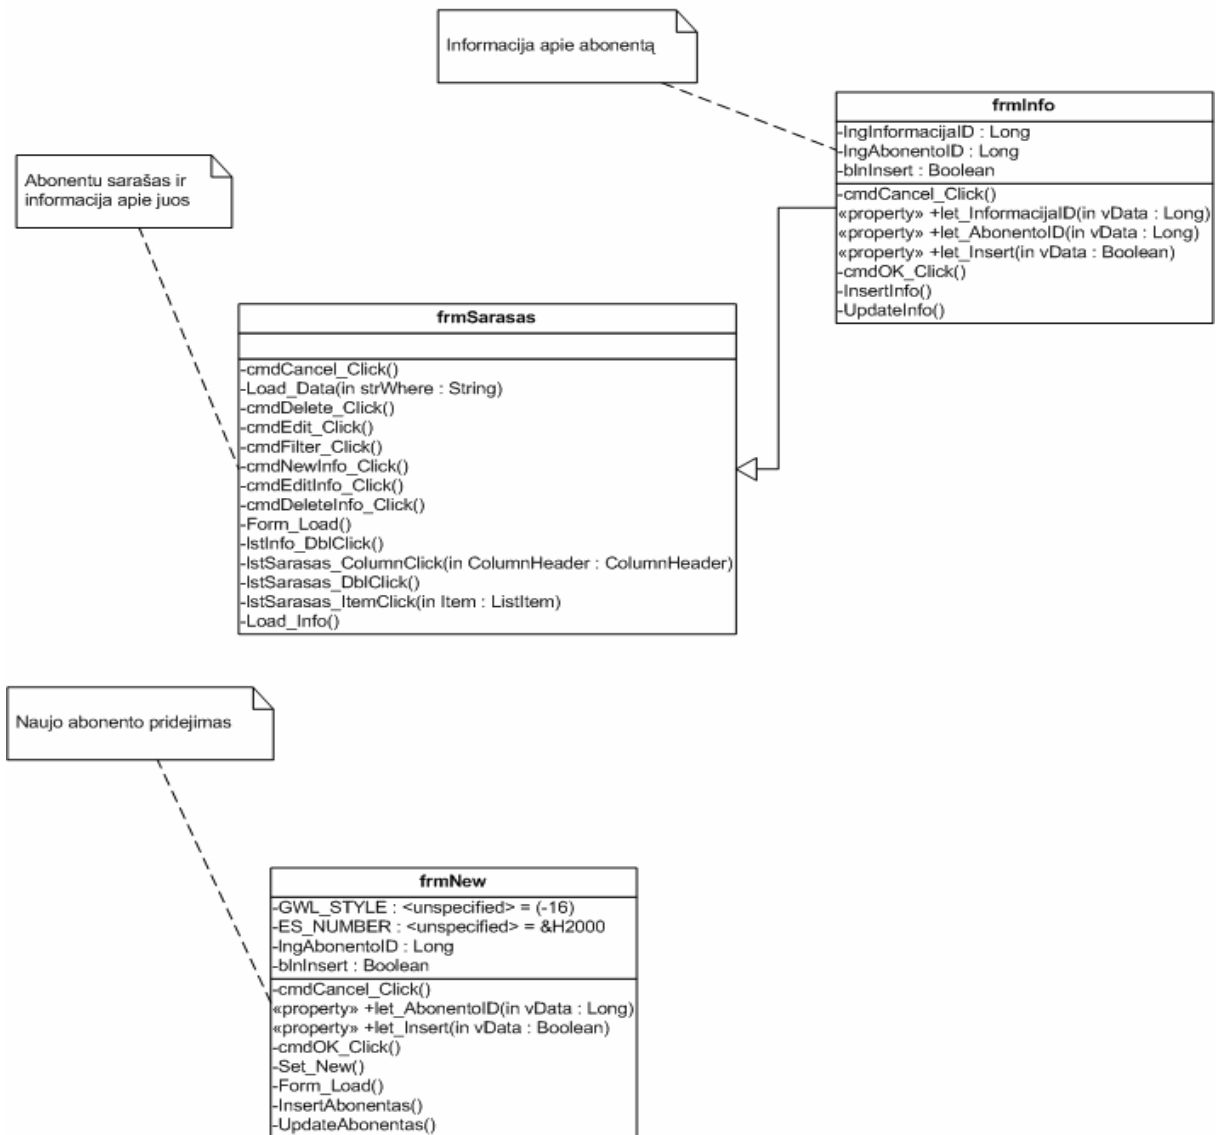 Informacija apie abonentą
frmInfo
-lngInformacijaID : Long
-lngAbonentoID : Long
-blnInsert : Boolean
-cmdCancel_Click()
«property» +let_InformacijaID(in vData : Long)
«property» +let_AbonentoID(in vData : Long)
«property» +let_Insert(in vData : Boolean)
-cmdOK_Click()
-InsertInfo()
-UpdateInfo()
Abonentu sarašas ir
informacija apie juos
frmSarasas
-cmdCancel_Click()
-Load_Data(in strWhere : String)
-cmdDelete_Click()
-cmdEdit_Click()
-cmdFilter_Click()
-cmdNewInfo_Click()
-cmdEditInfo_Click()
-cmdDeleteInfo_Click()
-Form_Load()
-lstInfo_DblClick()
-lstSarasas_ColumnClick(in ColumnHeader : ColumnHeader)
-lstSarasas_DblClick()
-lstSarasas_ItemClick(in Item : ListItem)
-Load_Info()
Naujo abonento pridejimas
frmNew
-GWL_STYLE : <unspecified> = (-16)
-ES_NUMBER : <unspecified> = &H2000
-lngAbonentoID : Long
-blnInsert : Boolean
-cmdCancel_Click()
«property» +let_AbonentoID(in vData : Long)
«property» +let_Insert(in vData : Boolean)
-cmdOK_Click()
-Set_New()
-Form_Load()
-InsertAbonentas()
-UpdateAbonentas()